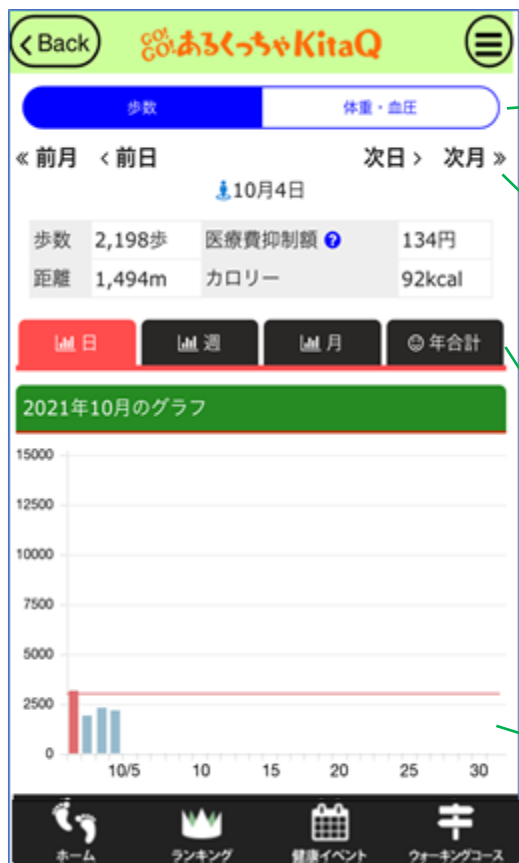 Back
GO! GO! あるくっちゃKitaQ
歩数 体重・血圧
≪ 前月 < 前日 次日 > 次月 ≫
10月4日
歩数 2,198歩 医療費抑制額 ? 134円
距離 1,494m カロリー 92kcal
日 週 月 年合計
2021年10月のグラフ
15000
12500
10000
7500
5000
2500
0
10/5 10 15 20 25 30
ホーム ランキング 健康イベント ウォーキングコース